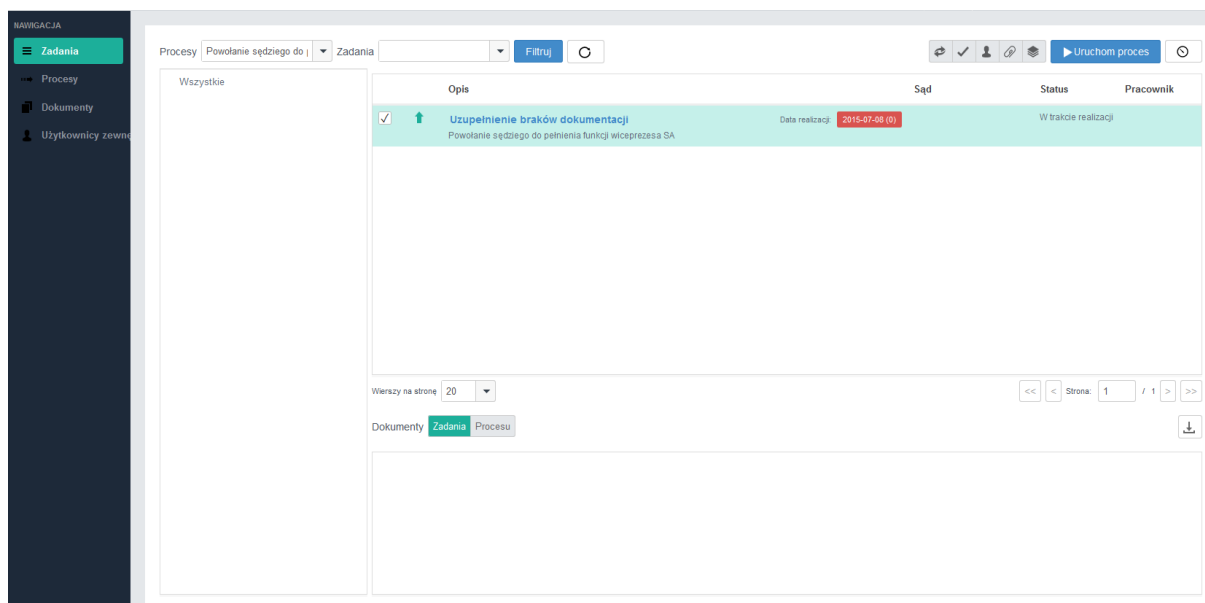 NAWIGACJA
Zadania
Procesy
Dokumenty
Użytkownicy zewnę
Procesy Powołanie sędziego do p Zadania Filtruj Uruchom proces
Wszystkie
Opis Sąd Status Pracownik
Uzupełnienie braków dokumentacji Data realizacji: 2015-07-08 (0) W trakcie realizacji
Powołanie sędziego do pełnienia funkcji wiceprezesa SA
Wierszy na stronę 20 << < Strona: 1 / 1 > >>
Dokumenty Zadania Procesu